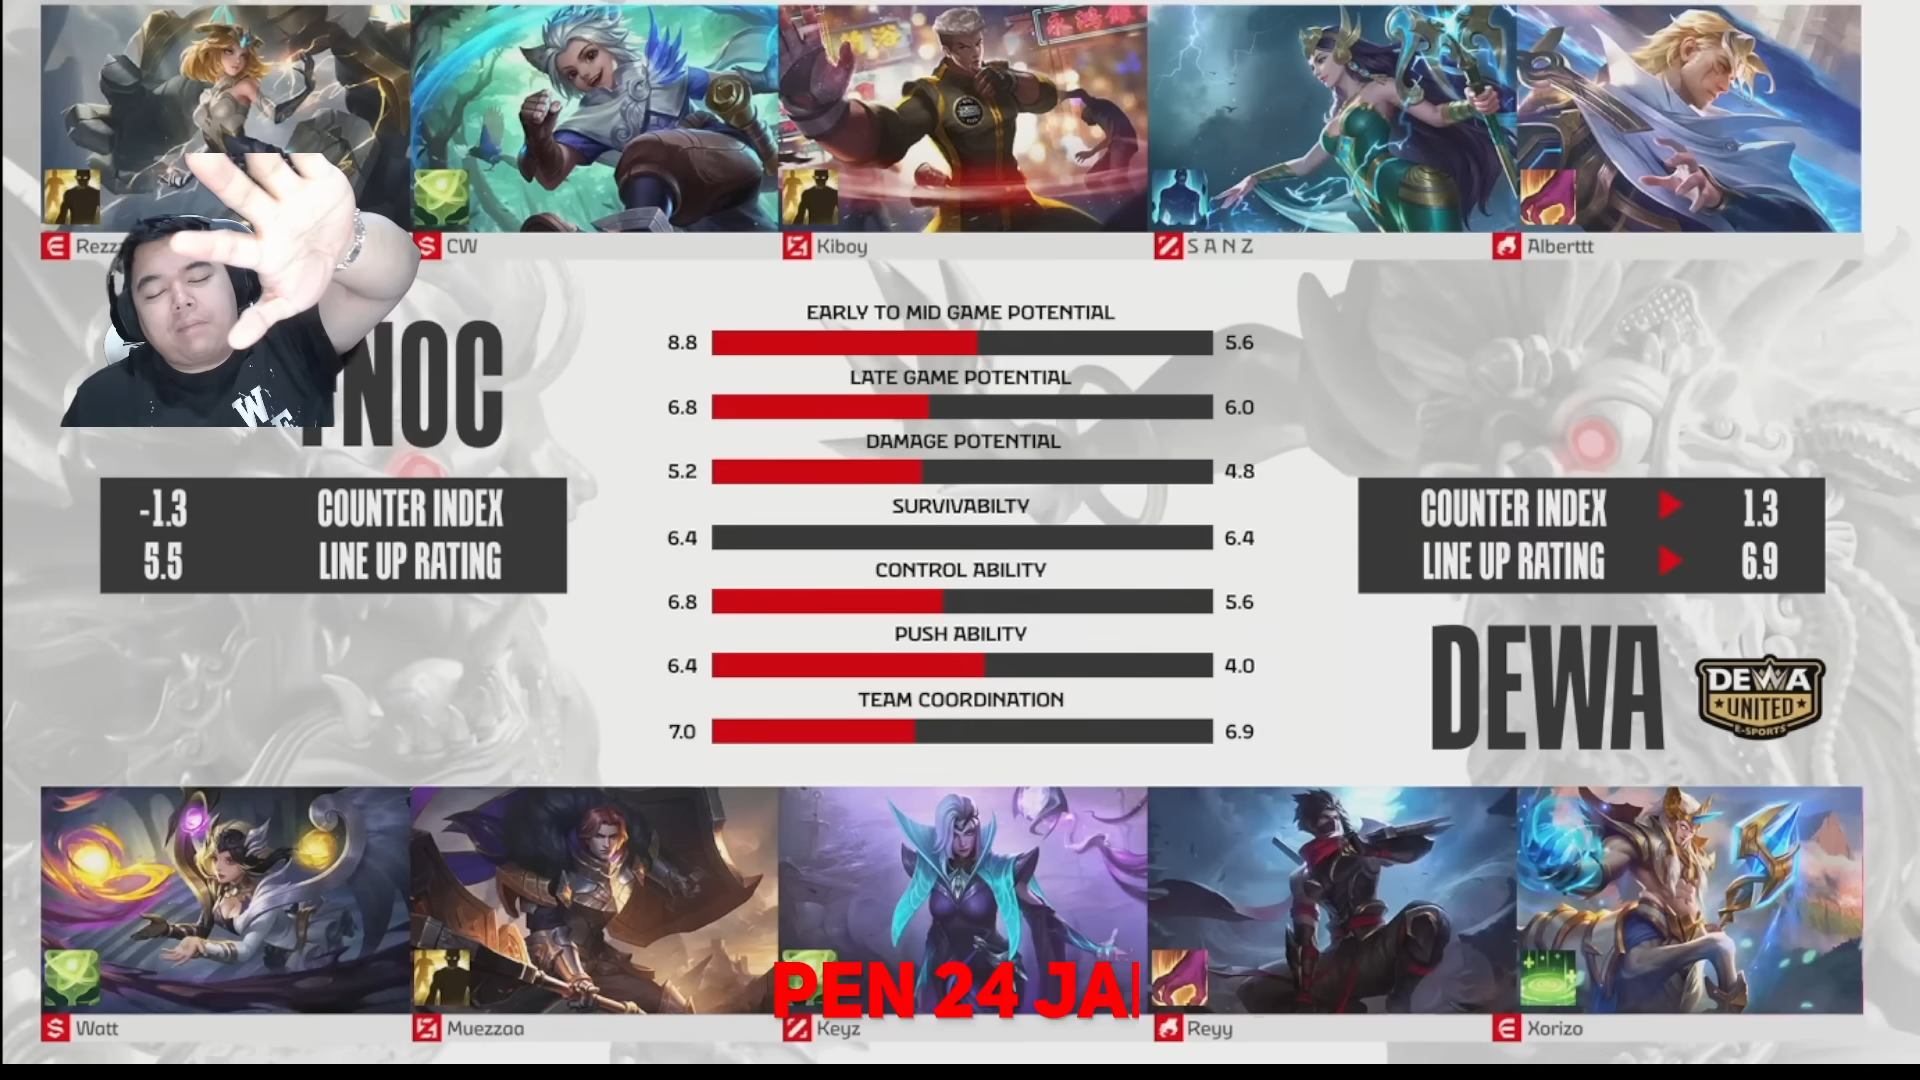 CW
Kiboy
S A N Z
Alberttt
EARLY TO MID GAME POTENTIAL
8.8 5.6
LATE GAME POTENTIAL
6.8 6.0
DAMAGE POTENTIAL
5.2 4.8
SURVIVABILTY
6.4 6.4
CONTROL ABILITY
6.8 5.6
PUSH ABILITY
6.4 4.0
TEAM COORDINATION
7.0 6.9
NOC
-1.3 COUNTER INDEX
5.5 LINE UP RATING
COUNTER INDEX 1.3
LINE UP RATING 6.9
DEWA
DEWA
UNITED
E-SPORTS
PEN 24 JA
Watt
Muezzaa
Keyz
Reyy
Xorizo